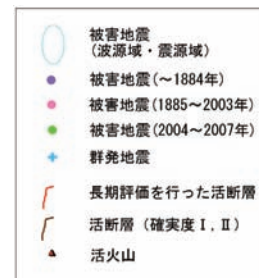 被害地震
(波源域・震源域)
被害地震(～1884年)
被害地震(1885～2003年)
被害地震(2004～2007年)
群発地震
長期評価を行った活断層
活断層（確実度Ⅰ,Ⅱ）
活火山